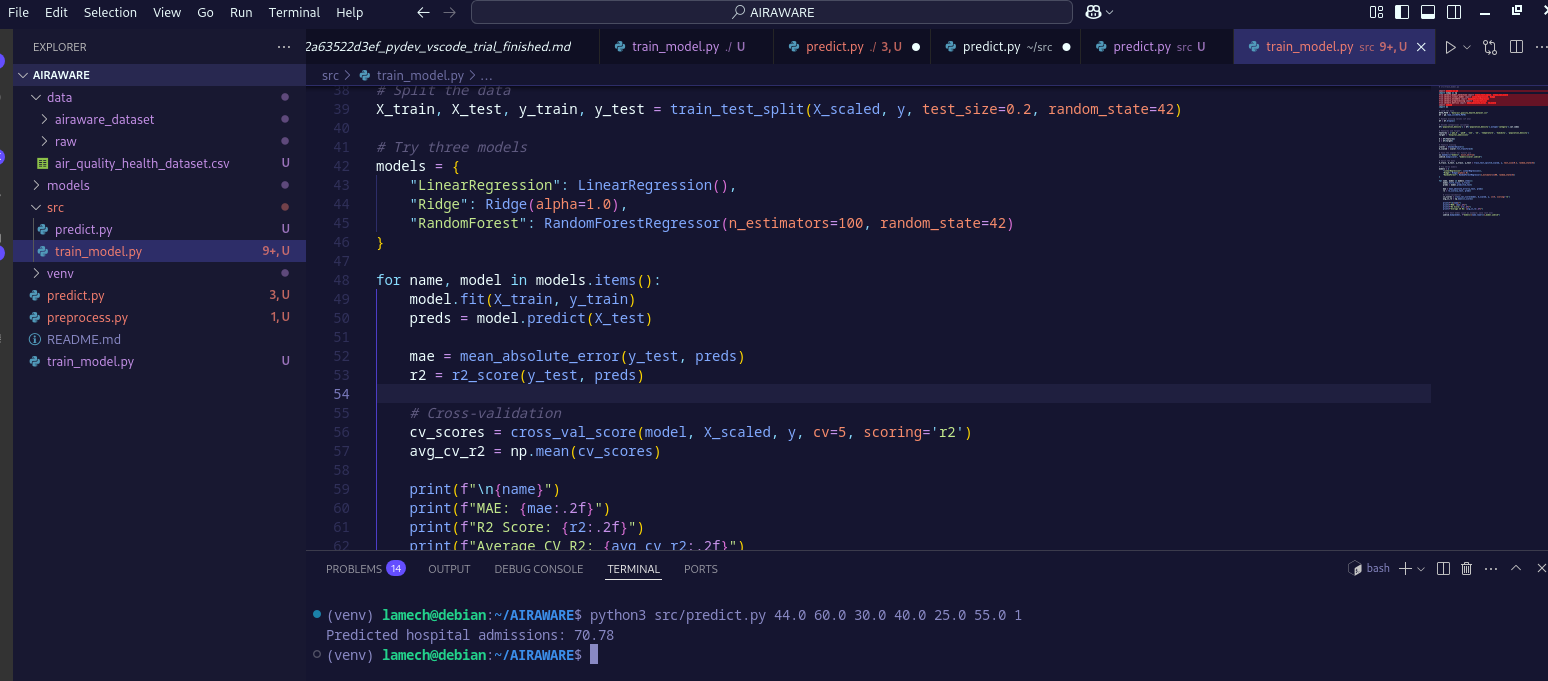 File Edit Selection View Go Run Terminal Help
AIRAWARE
EXPLORER
AIRAWARE
data
airaware_dataset
raw
air_quality_health_dataset.csv U
models
src
predict.py U
train_model.py 9+, U
venv
predict.py 3, U
preprocess.py 1, U
README.md
train_model.py U
2a63522d3ef_pydev_vscode_trial_finished.md
train_model.py ./ U
predict.py ./ 3, U
predict.py ~/src
predict.py src U
train_model.py src 9+, U
src > train_model.py > ...
38 # Split the data
39 X_train, X_test, y_train, y_test = train_test_split(X_scaled, y, test_size=0.2, random_state=42)
40
41 # Try three models
42 models = {
43 "LinearRegression": LinearRegression(),
44 "Ridge": Ridge(alpha=1.0),
45 "RandomForest": RandomForestRegressor(n_estimators=100, random_state=42)
46 }
47
48 for name, model in models.items():
49 model.fit(X_train, y_train)
50 preds = model.predict(X_test)
51
52 mae = mean_absolute_error(y_test, preds)
53 r2 = r2_score(y_test, preds)
54
55 # Cross-validation
56 cv_scores = cross_val_score(model, X_scaled, y, cv=5, scoring='r2')
57 avg_cv_r2 = np.mean(cv_scores)
58
59 print(f"\n{name}")
60 print(f"MAE: {mae:.2f}")
61 print(f"R2 Score: {r2:.2f}")
62 print(f"Average CV R2: {avg_cv_r2:.2f}")
PROBLEMS 14 OUTPUT DEBUG CONSOLE TERMINAL PORTS
bash
(venv) lamech@debian:~/AIRAWARE$ python3 src/predict.py 44.0 60.0 30.0 40.0 25.0 55.0 1
Predicted hospital admissions: 70.78
(venv) lamech@debian:~/AIRAWARE$